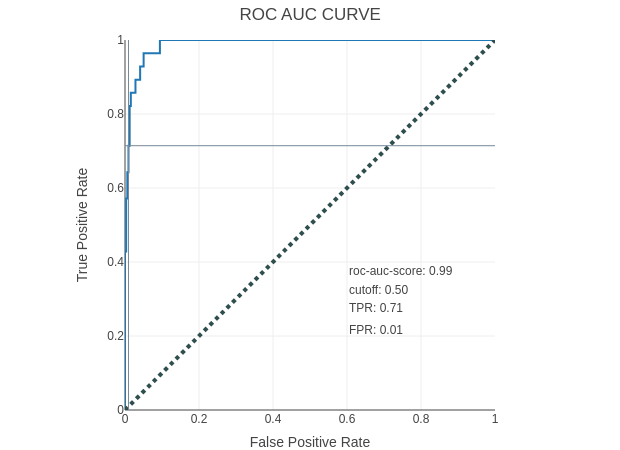 ROC AUC CURVE
1
0.8
0.6
0.4
0.2
0
True Positive Rate
roc-auc-score: 0.99
cutoff: 0.50
TPR: 0.71
FPR: 0.01
0 0.2 0.4 0.6 0.8 1
False Positive Rate